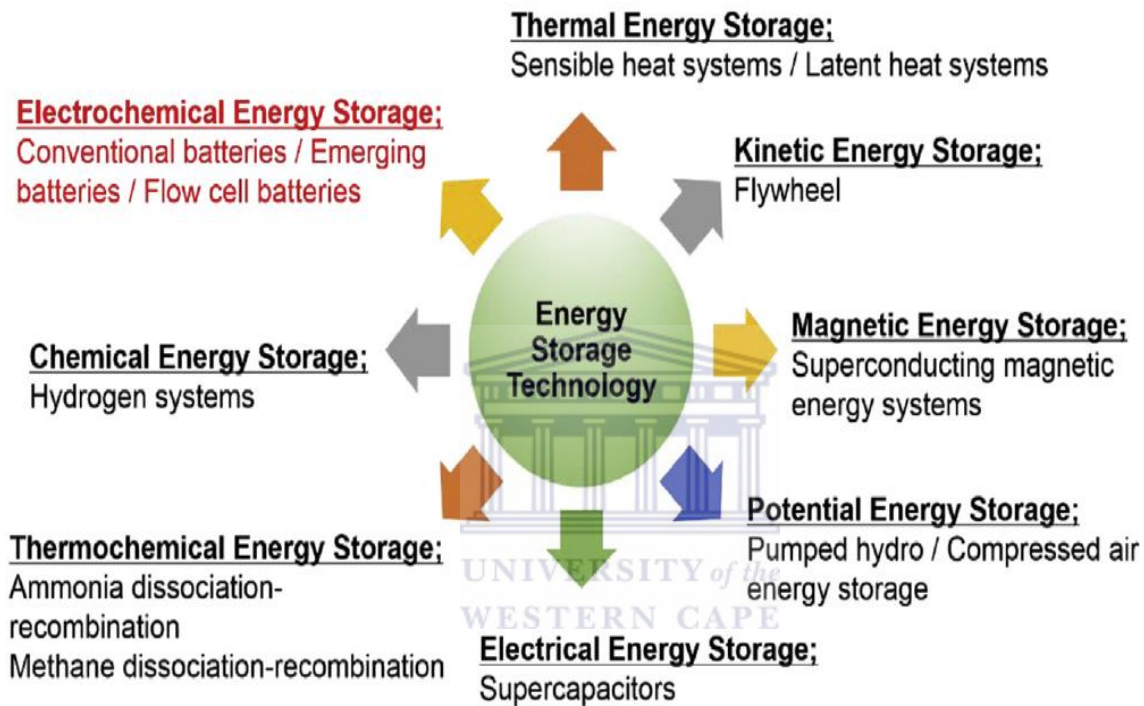 Thermal Energy Storage;
Sensible heat systems / Latent heat systems
Electrochemical Energy Storage;
Conventional batteries / Emerging
batteries / Flow cell batteries
Kinetic Energy Storage;
Flywheel
Energy
Storage
Technology
Magnetic Energy Storage;
Superconducting magnetic
energy systems
Chemical Energy Storage;
Hydrogen systems
Potential Energy Storage;
Pumped hydro / Compressed air
energy storage
Thermochemical Energy Storage;
Ammonia dissociation-
recombination
Methane dissociation-recombination
UNIVERSITY of the
WESTERN CAPE
Electrical Energy Storage;
Supercapacitors